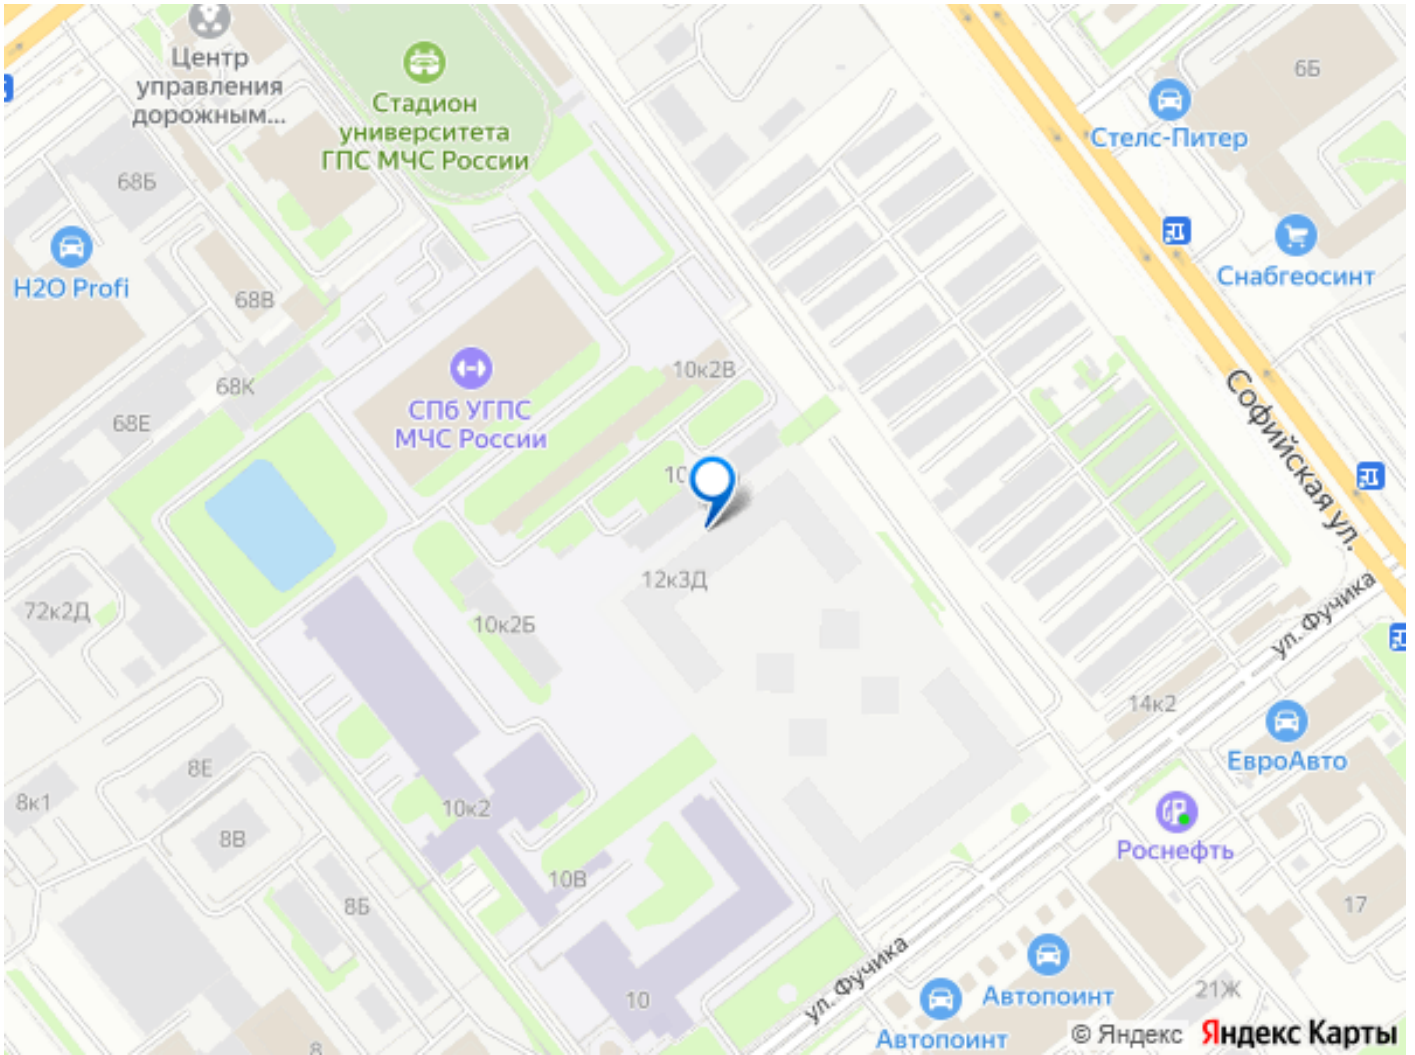 Центр
управления
дорожным...
Стадион
университета
ГПС МЧС России
6Б
Стелс-Питер
68Б
H2O Profi
68В
Снабгеосинт
68К
10к2В
СПб УГПС
МЧС России
68Е
Софийская ул.
12к3Д
72к2Д
10к2Б
ул. Фучика
14к2
ЕвроАвто
8Е
8к1
10к2
8В
Роснефть
10В
8Б
17
ул. Фучика
10
Автопоинт
21Ж
Автопоинт
8
© Яндекс Яндекс Карты